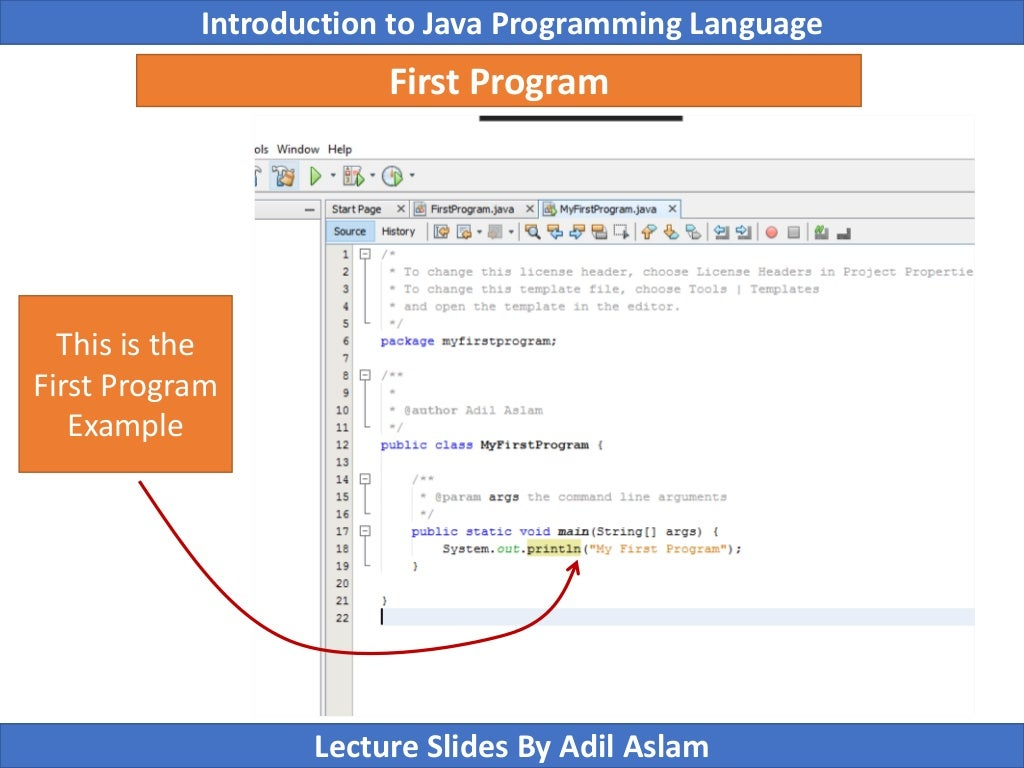 Introduction to Java Programming Language
First Program
ols Window Help
Start Page FirstProgram.java MyFirstProgram.java
Source History
1 /*
2 * To change this license header, choose License Headers in Project Propertie
3 * To change this template file, choose Tools | Templates
4 * and open the template in the editor.
5 */
6 package myfirstprogram;
7
8 /**
9 *
10 * @author Adil Aslam
11 */
12 public class MyFirstProgram {
13
14 /**
15 * @param args the command line arguments
16 */
17 public static void main(String[] args) {
18 System.out.println("My First Program");
19 }
20
21 }
22
This is the
First Program
Example
Lecture Slides By Adil Aslam